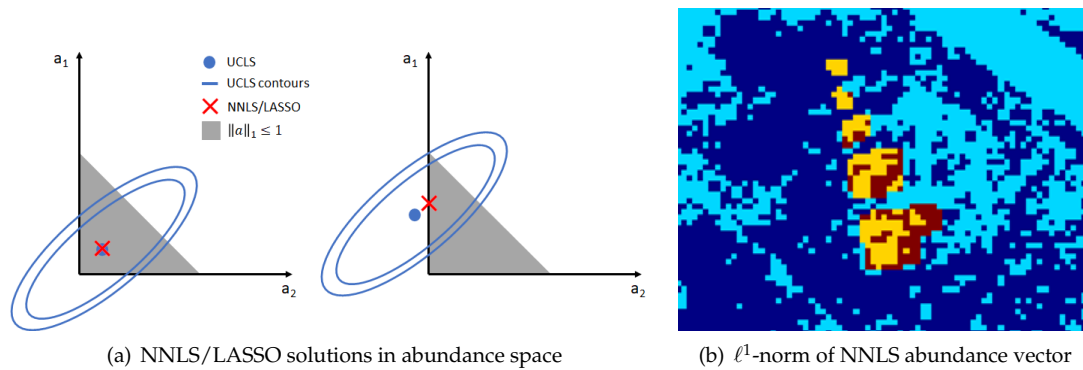 a₁
a₂
UCLS
UCLS contours
NNLS/LASSO
‖α‖₁ ≤ 1
a₁
a₂
(a) NNLS/LASSO solutions in abundance space
(b) ℓ¹-norm of NNLS abundance vector